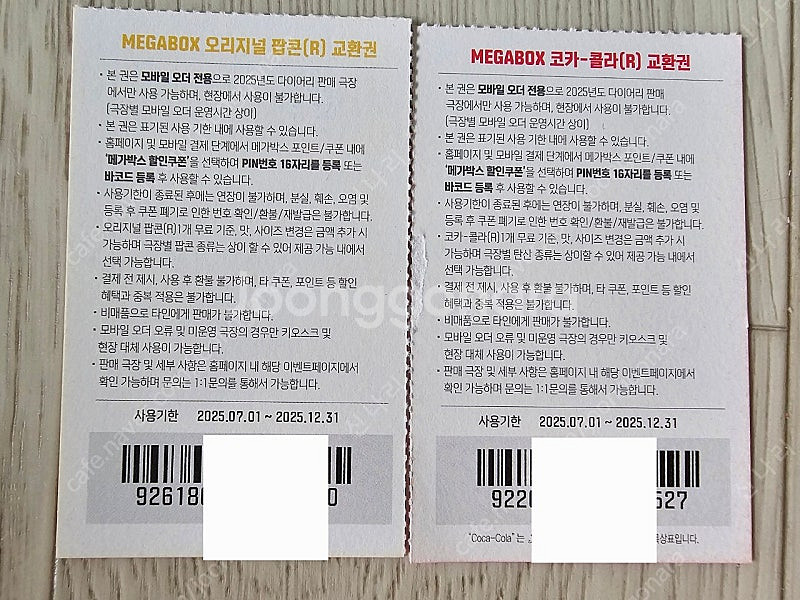 MEGABOX 오리지널 팝콘(R) 교환권
· 본 권은 모바일 오더 전용으로 2025년도 다이어리 판매 극장
에서만 사용 가능하며, 현장에서 사용이 불가합니다.
(극장별 모바일 오더 운영시간 상이)
· 본 권은 표기된 사용 기한 내에 사용할 수 있습니다.
· 홈페이지 및 모바일 결제 단계에서 메가박스 포인트/쿠폰 내에
'메가박스 할인쿠폰'을 선택하여 PIN번호 16자리를 등록 또는
바코드 등록 후 사용할 수 있습니다.
· 사용기한이 종료된 후에는 연장이 불가하며, 분실, 훼손, 오염 및
등록 후 쿠폰 폐기로 인한 번호 확인/환불/재발급은 불가합니다.
· 오리지널 팝콘(R)1개 무료 기준, 맛, 사이즈 변경은 금액 추가 시
가능하며 극장별 팝콘 종류는 상이 할 수 있어 제공 가능 내에서
선택 가능합니다.
· 결제 전 제시, 사용 후 환불 불가하며, 타 쿠폰, 포인트 등 할인
혜택과 중복 적용은 불가합니다.
· 비매품으로 타인에게 판매가 불가합니다.
· 모바일 오더 오류 및 미운영 극장의 경우만 키오스크 및
현장 대체 사용이 가능합니다.
· 판매 극장 및 세부 사항은 홈페이지 내 해당 이벤트페이지에서
확인 가능하며 문의는 1:1문의를 통해서 가능합니다.
사용기한 2025.07.01 ~ 2025.12.31
92618 0
MEGABOX 코카-콜라(R) 교환권
· 본 권은 모바일 오더 전용으로 2025년도 다이어리 판매
극장에서만 사용 가능하며, 현장에서 사용이 불가합니다.
(극장별 모바일 오더 운영시간 상이)
· 본 권은 표기된 사용 기한 내에 사용할 수 있습니다.
· 홈페이지 및 모바일 결제 단계에서 메가박스 포인트/쿠폰 내에
'메가박스 할인쿠폰'을 선택하여 PIN번호 16자리를 등록 또는
바코드 등록 후 사용할 수 있습니다.
· 사용기한이 종료된 후에는 연장이 불가하며, 분실, 훼손, 오염 및
등록 후 쿠폰 폐기로 인한 번호 확인/환불/재발급은 불가합니다.
· 코카-콜라(R)1개 무료 기준, 맛, 사이즈 변경은 금액 추가 시
가능하며, 극장별 탄산 종류는 상이할 수 있어 제공 가능 내에서
선택 가능합니다.
· 결제 전 제시, 사용 후 환불 불가하며, 타 쿠폰, 포인트 등 할인
혜택과 중복 적용은 불가합니다.
· 비매품으로 타인에게 판매가 불가합니다.
· 모바일 오더 오류 및 미운영 극장의 경우만 키오스크 및
현장 대체 사용이 가능합니다.
· 판매 극장 및 세부 사항은 홈페이지 내 해당 이벤트페이지에서
확인 가능하며 문의는 1:1문의를 통해서 가능합니다.
사용기한 2025.07.01 ~ 2025.12.31
922 527
"Coca-Cola"는 상표입니다.